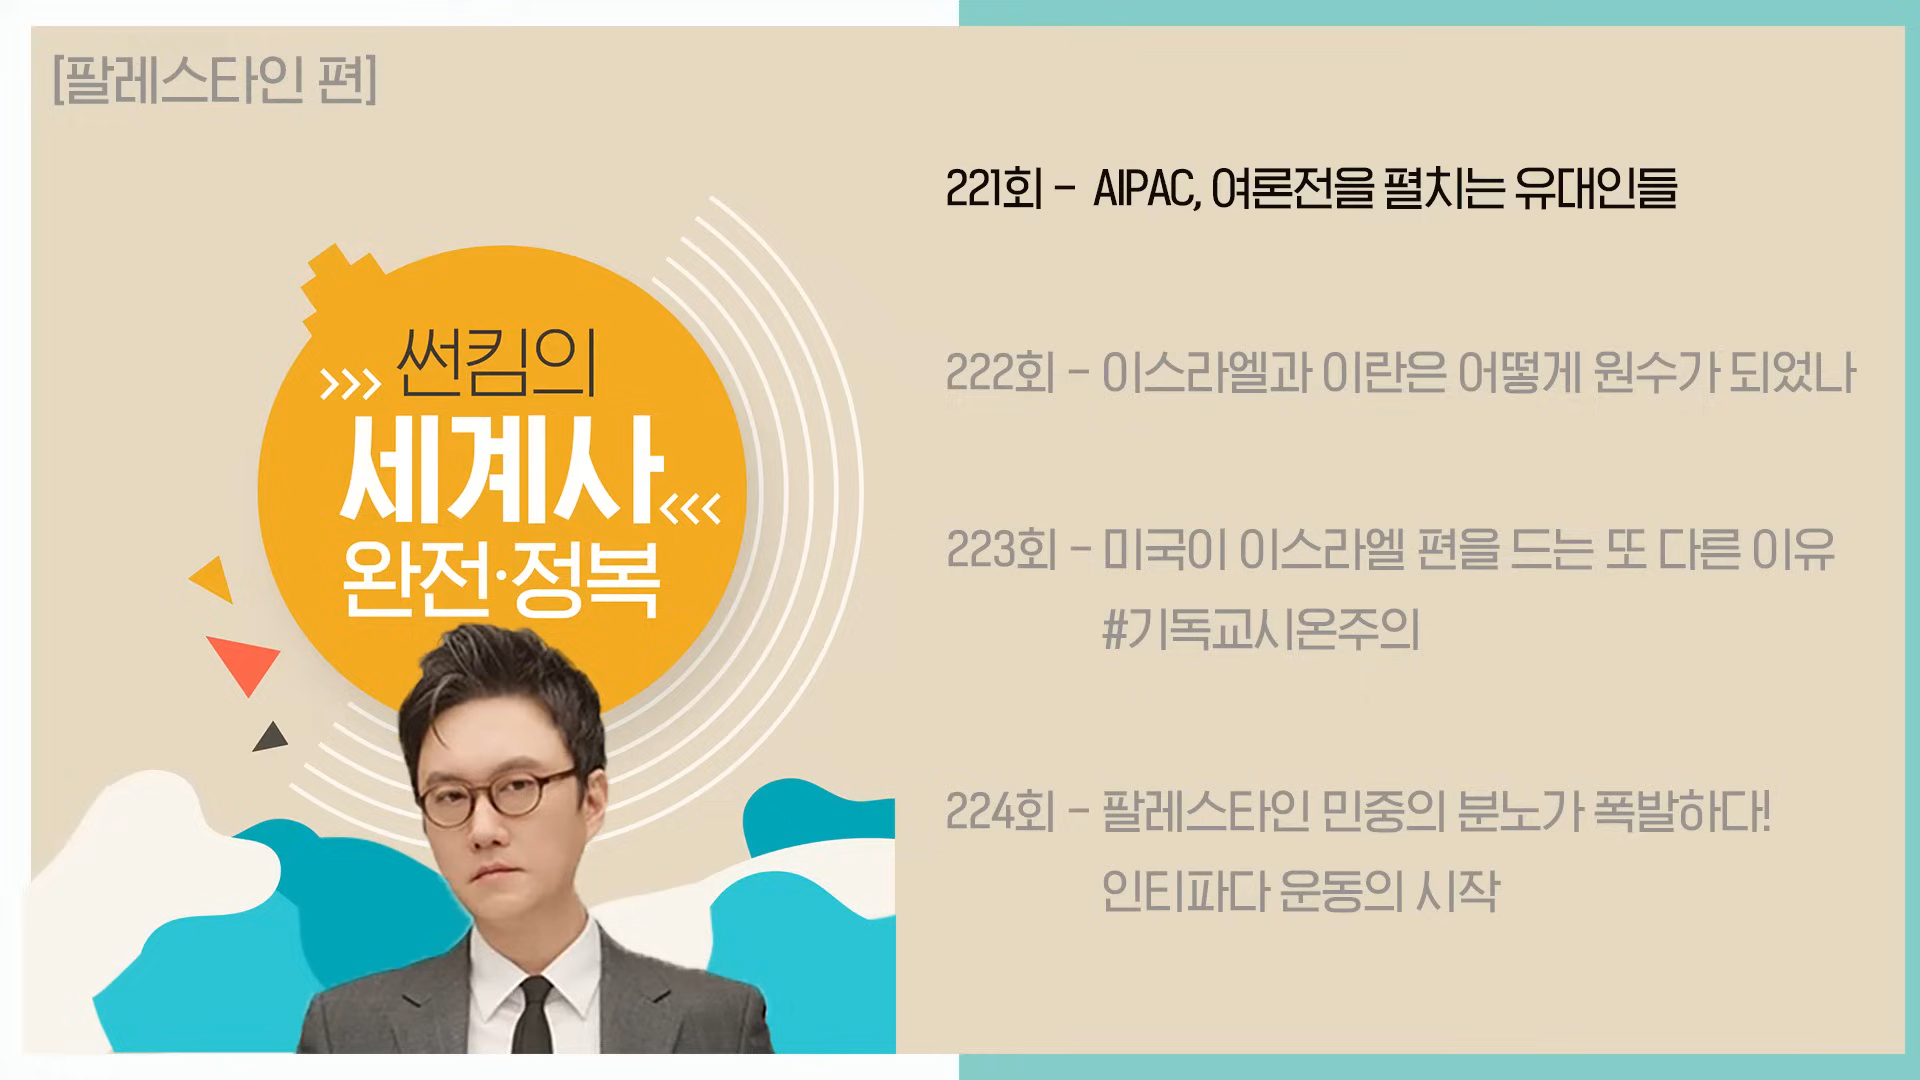 [팔레스타인 편]
썬킴의
세계사
완전·정복
221회 - AIPAC, 여론전을 펼치는 유대인들
222회 - 이스라엘과 이란은 어떻게 원수가 되었나
223회 - 미국이 이스라엘 편을 드는 또 다른 이유
#기독교시온주의
224회 - 팔레스타인 민중의 분노가 폭발하다!
인티파다 운동의 시작